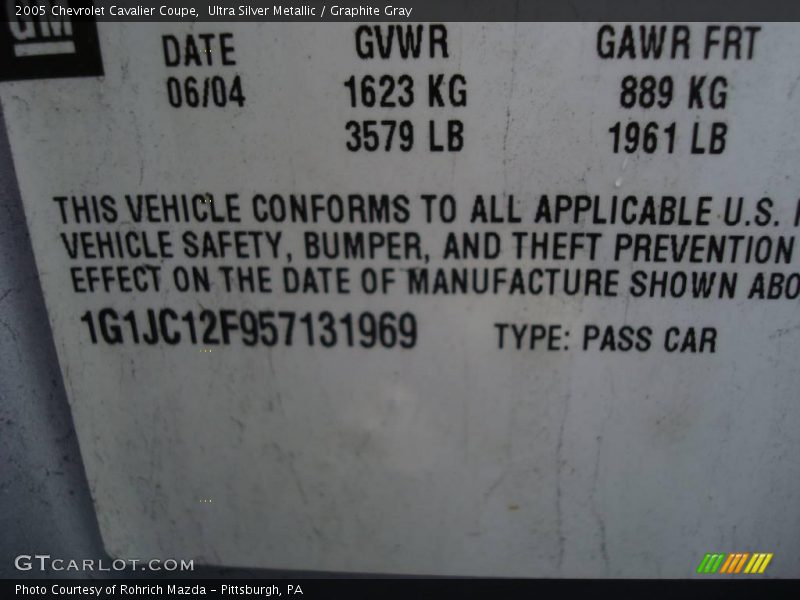 2005 Chevrolet Cavalier Coupe,  Ultra Silver Metallic / Graphite Gray
GM
DATE GVWR GAWR FRT
06/04 1623 KG 889 KG
3579 LB 1961 LB
THIS VEHICLE CONFORMS TO ALL APPLICABLE U.S.
VEHICLE SAFETY, BUMPER, AND THEFT PREVENTION
EFFECT ON THE DATE OF MANUFACTURE SHOWN ABO
1G1JC12F957131969 TYPE: PASS CAR
GTCARLOT.COM
Photo Courtesy of Rohrich Mazda - Pittsburgh, PA